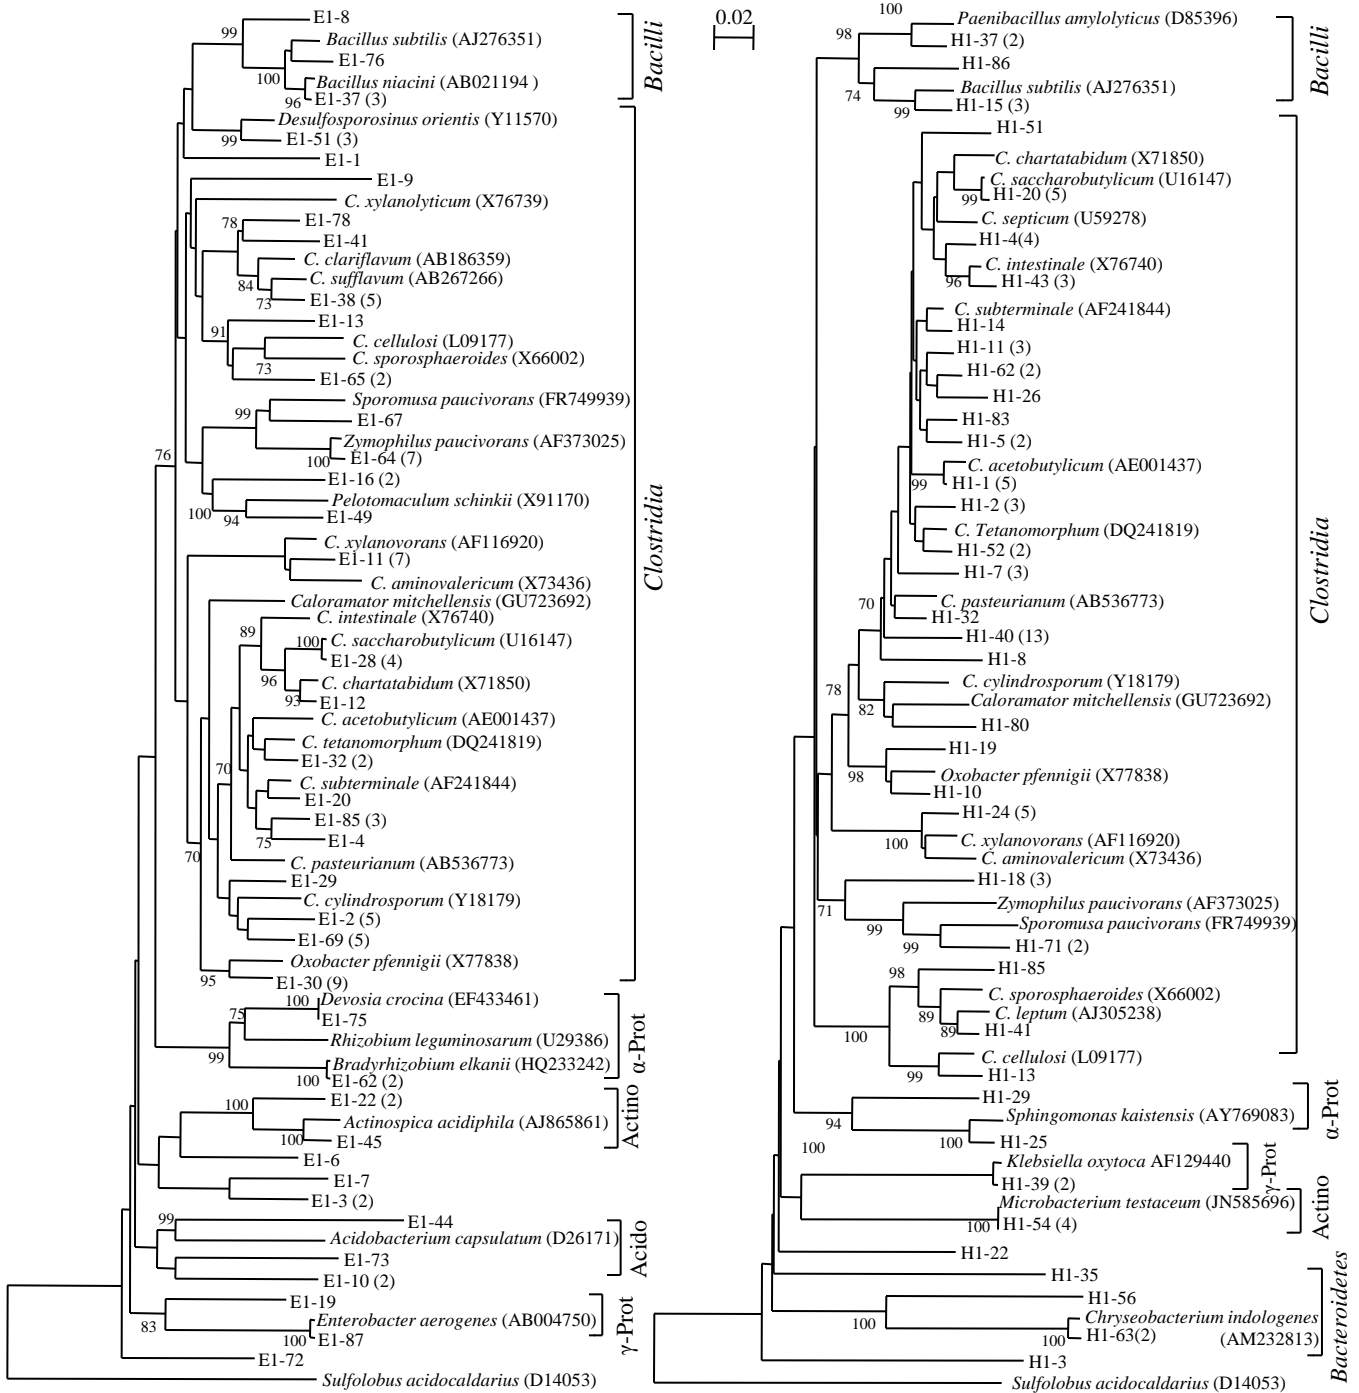 E1-8
99
Bacillus subtilis (AJ276351)
E1-76
100
Bacillus niacini (AB021194 )
96
E1-37 (3)
Bacilli
Desulfosporosinus orientis (Y11570)
99
E1-51 (3)
E1-1
E1-9
C. xylanolyticum (X76739)
78
E1-78
E1-41
C. clariflavum (AB186359)
84
C. sufflavum (AB267266)
73
E1-38 (5)
91
E1-13
C. cellulosi (L09177)
C. sporosphaeroides (X66002)
73
E1-65 (2)
Sporomusa paucivorans (FR749939)
99
E1-67
Zymophilus paucivorans (AF373025)
100
E1-64 (7)
76
E1-16 (2)
Pelotomaculum schinkii (X91170)
100
94
E1-49
C. xylanovorans (AF116920)
E1-11 (7)
C. aminovalericum (X73436)
Clostridia
Caloramator mitchellensis (GU723692)
C. intestinale (X76740)
89
100
C. saccharobutylicum (U16147)
E1-28 (4)
96
C. chartatabidum (X71850)
93
E1-12
C. acetobutylicum (AE001437)
C. tetanomorphum (DQ241819)
E1-32 (2)
70
C. subterminale (AF241844)
E1-20
E1-85 (3)
75
E1-4
70
C. pasteurianum (AB536773)
E1-29
C. cylindrosporum (Y18179)
E1-2 (5)
E1-69 (5)
Oxobacter pfennigii (X77838)
95
E1-30 (9)
100
Devosia crocina (EF433461)
75
E1-75
Rhizobium leguminosarum (U29386)
99
Bradyrhizobium elkanii (HQ233242)
100
E1-62 (2)
α-Prot
E1-22 (2)
100
Actinospica acidiphila (AJ865861)
100
E1-45
Actino
E1-6
E1-7
E1-3 (2)
99
E1-44
Acidobacterium capsulatum (D26171)
E1-73
E1-10 (2)
Acido
E1-19
Enterobacter aerogenes (AB004750)
83
100
E1-87
γ-Prot
E1-72
Sulfolobus acidocaldarius (D14053)
0.02
100
Paenibacillus amylolyticus (D85396)
98
H1-37 (2)
H1-86
74
Bacillus subtilis (AJ276351)
99
H1-15 (3)
Bacilli
H1-51
C. chartatabidum (X71850)
C. saccharobutylicum (U16147)
99
H1-20 (5)
C. septicum (U59278)
H1-4(4)
C. intestinale (X76740)
96
H1-43 (3)
C. subterminale (AF241844)
H1-14
H1-11 (3)
H1-62 (2)
H1-26
H1-83
H1-5 (2)
C. acetobutylicum (AE001437)
99
H1-1 (5)
H1-2 (3)
C. Tetanomorphum (DQ241819)
H1-52 (2)
H1-7 (3)
Clostridia
70
C. pasteurianum (AB536773)
H1-32
H1-40 (13)
H1-8
78
C. cylindrosporum (Y18179)
82
Caloramator mitchellensis (GU723692)
H1-80
H1-19
98
Oxobacter pfennigii (X77838)
H1-10
H1-24 (5)
100
C. xylanovorans (AF116920)
C. aminovalericum (X73436)
H1-18 (3)
71
Zymophilus paucivorans (AF373025)
99
Sporomusa paucivorans (FR749939)
99
H1-71 (2)
98
H1-85
C. sporosphaeroides (X66002)
89
C. leptum (AJ305238)
100
89
H1-41
C. cellulosi (L09177)
99
H1-13
H1-29
94
Sphingomonas kaistensis (AY769083)
100
H1-25
α-Prot
100
Klebsiella oxytoca AF129440
H1-39 (2)
γ-Prot
Microbacterium testaceum (JN585696)
100
H1-54 (4)
Actino
H1-22
H1-35
H1-56
100
Chryseobacterium indologenes
100
H1-63(2)
(AM232813)
H1-3
Bacteroidetes
Sulfolobus acidocaldarius (D14053)